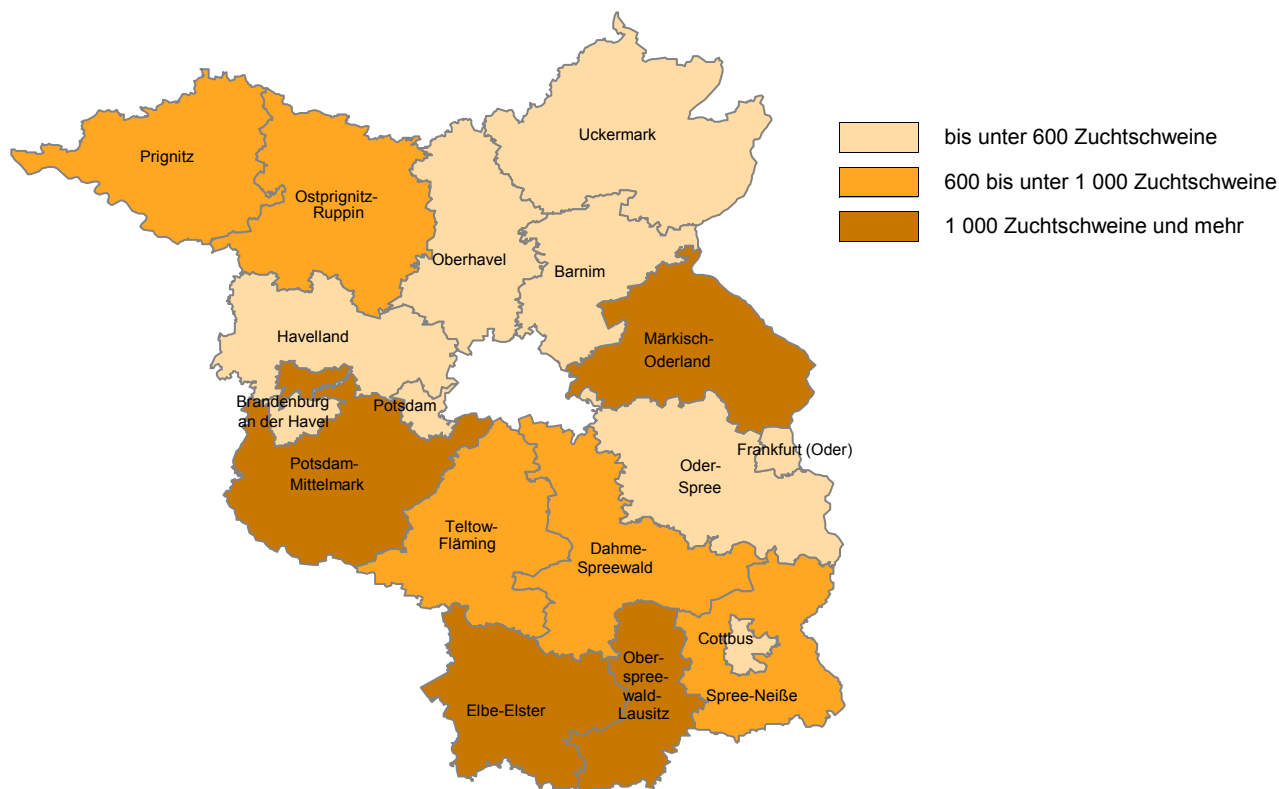 Uckermark
Prignitz
Ostprignitz-
Ruppin
Oberhavel
Barnim
Havelland
Märkisch-
Oderland
Brandenburg
an der Havel
Potsdam
Potsdam-
Mittelmark
Frankfurt (Oder)
Oder-
Spree
Teltow-
Fläming
Dahme-
Spreewald
Cottbus
Ober-
spree-
wald-
Lausitz
Spree-Neiße
Elbe-Elster
bis unter 600 Zuchtschweine
600 bis unter 1 000 Zuchtschweine
1 000 Zuchtschweine und mehr